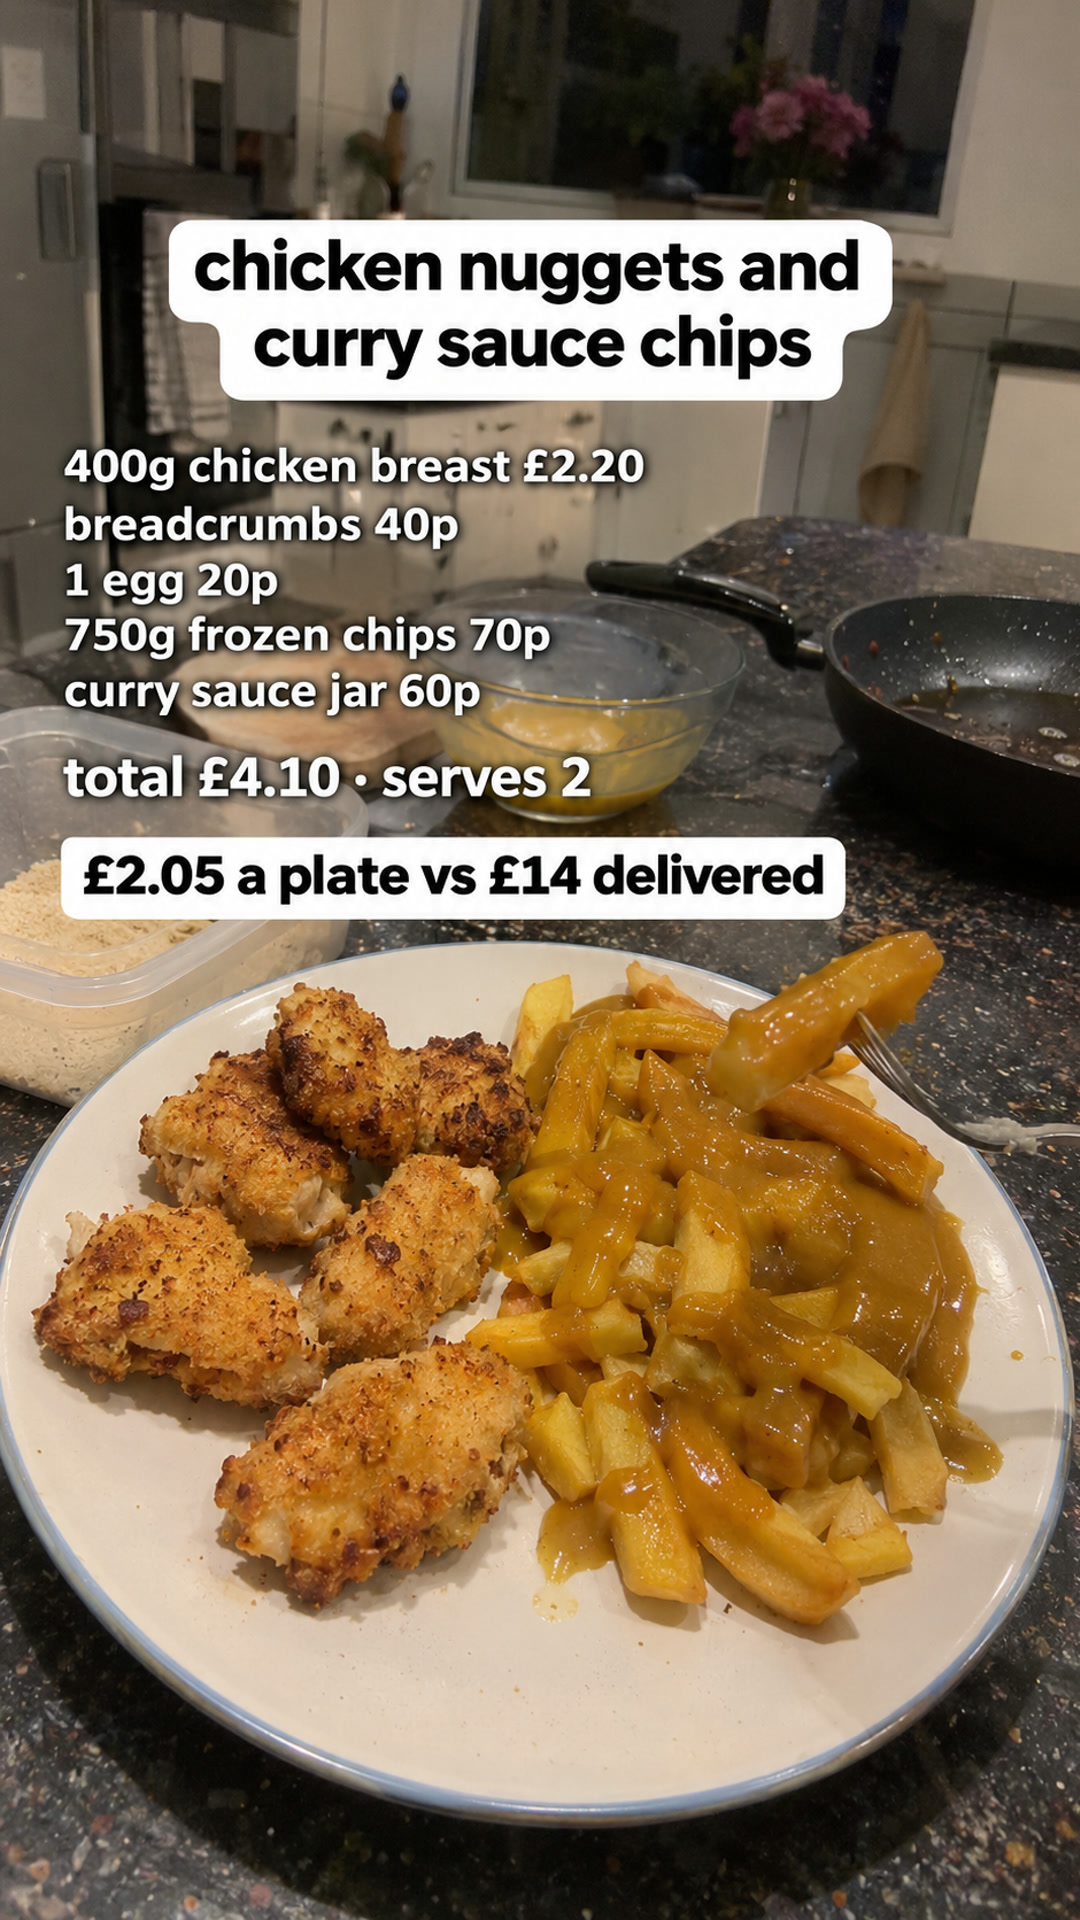 chicken nuggets and
curry sauce chips
400g chicken breast £2.20
breadcrumbs 40p
1 egg 20p
750g frozen chips 70p
curry sauce jar 60p
total £4.10 · serves 2
£2.05 a plate vs £14 delivered